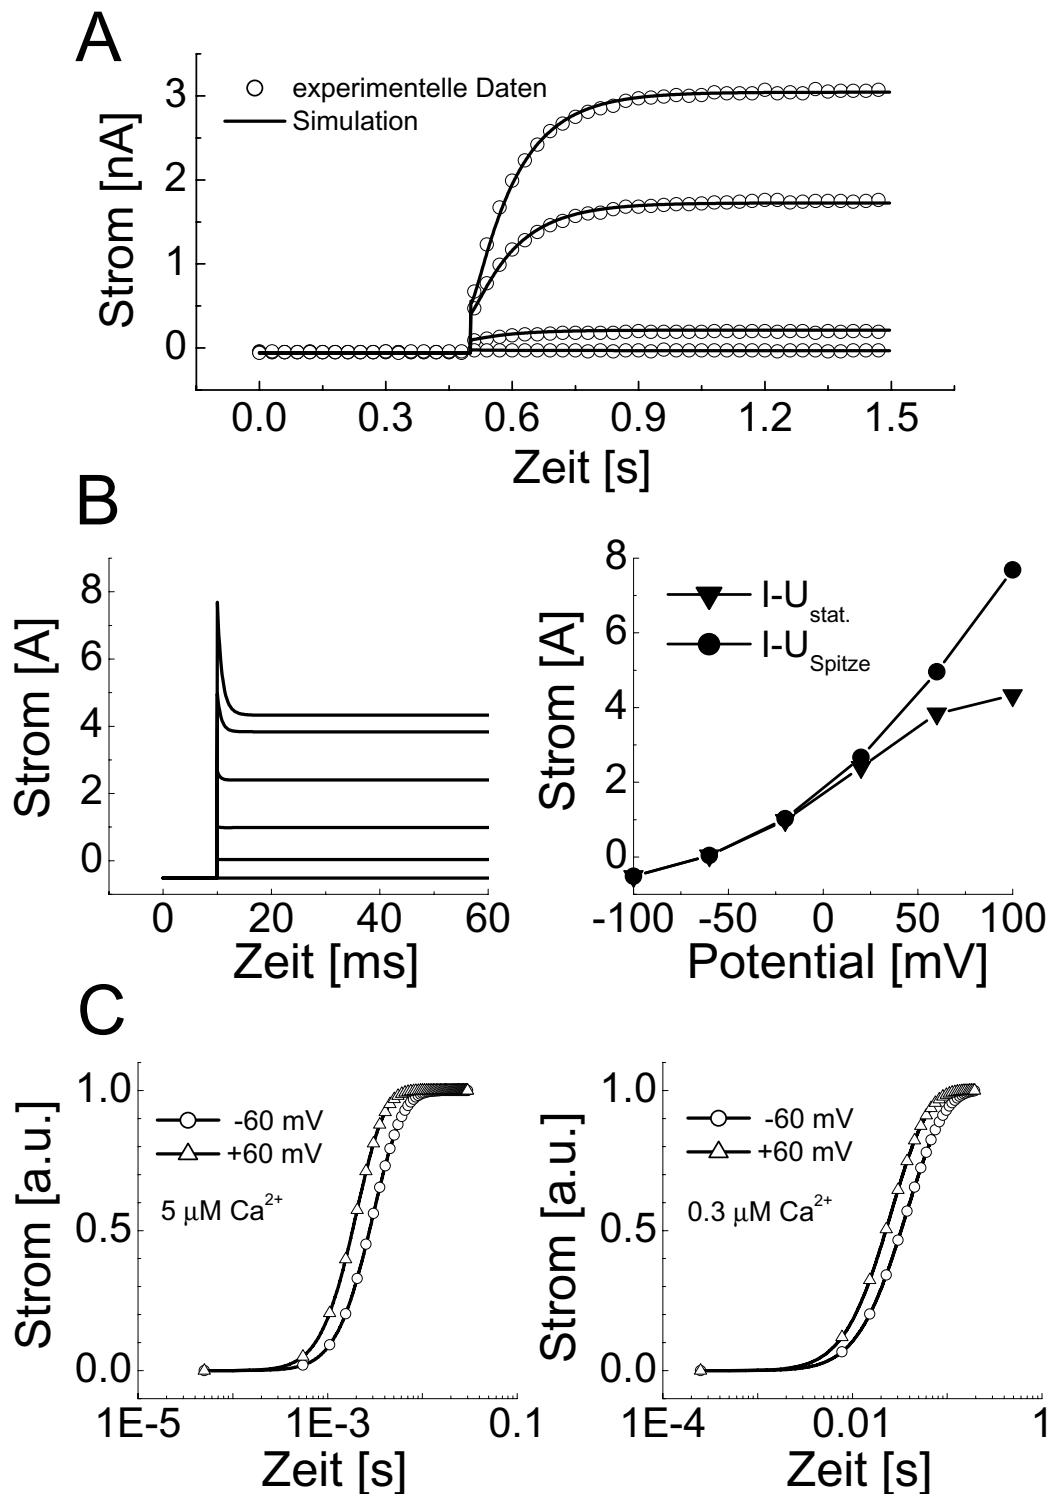 A
experimentelle Daten
Simulation
Strom [nA]
3
2
1
0
0.0 0.3 0.6 0.9 1.2 1.5
Zeit [s]
B
Strom [A]
8
6
4
2
0
0 20 40 60
Zeit [ms]
I-Ustat.
I-USpitze
Strom [A]
8
6
4
2
0
-100 -50 0 50 100
Potential [mV]
C
-60 mV
+60 mV
5 μM Ca2+
Strom [a.u.]
1.0
0.5
0.0
1E-5 1E-3 0.1
Zeit [s]
-60 mV
+60 mV
0.3 μM Ca2+
Strom [a.u.]
1.0
0.5
0.0
1E-4 0.01 1
Zeit [s]